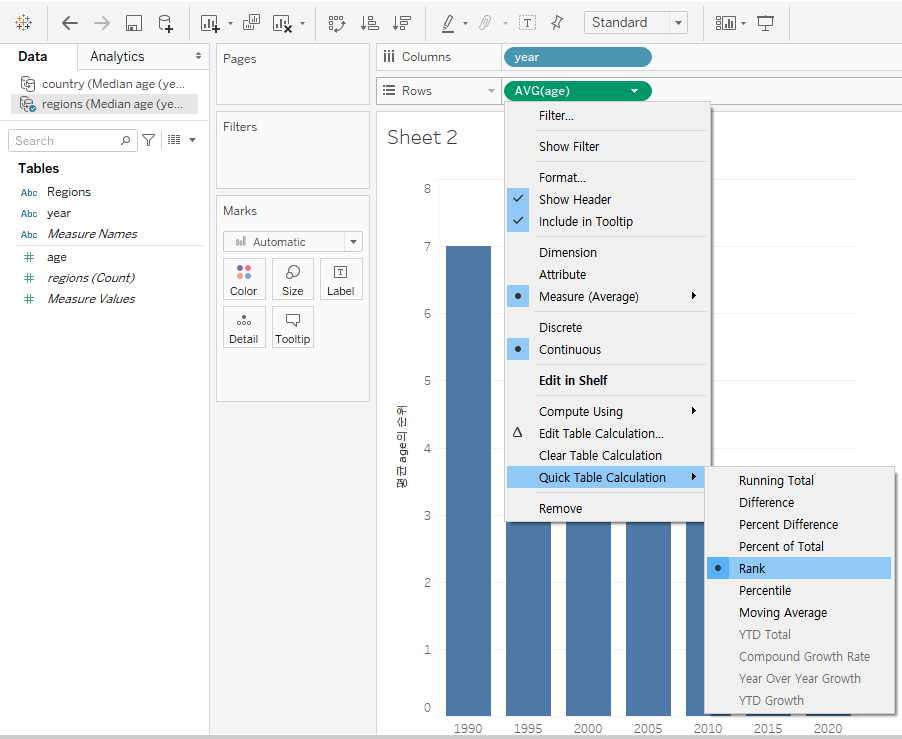 Standard
Data
Analytics
country (Median age (ye...
regions (Median age (ye...
Search
Tables
Abc Regions
Abc year
Abc Measure Names
# age
# regions (Count)
# Measure Values
Pages
Filters
Marks
Automatic
Color
Size
T
Label
Detail
Tooltip
Columns
year
Rows
AVG(age)
Sheet 2
평균 age의 순위
8
7
6
5
4
3
2
1
0
1990
1995
2000
2005
2010
2015
2020
Filter...
Show Filter
Format...
Show Header
Include in Tooltip
Dimension
Attribute
Measure (Average)
Discrete
Continuous
Edit in Shelf
Compute Using
Edit Table Calculation...
Clear Table Calculation
Quick Table Calculation
Remove
Running Total
Difference
Percent Difference
Percent of Total
Rank
Percentile
Moving Average
YTD Total
Compound Growth Rate
Year Over Year Growth
YTD Growth